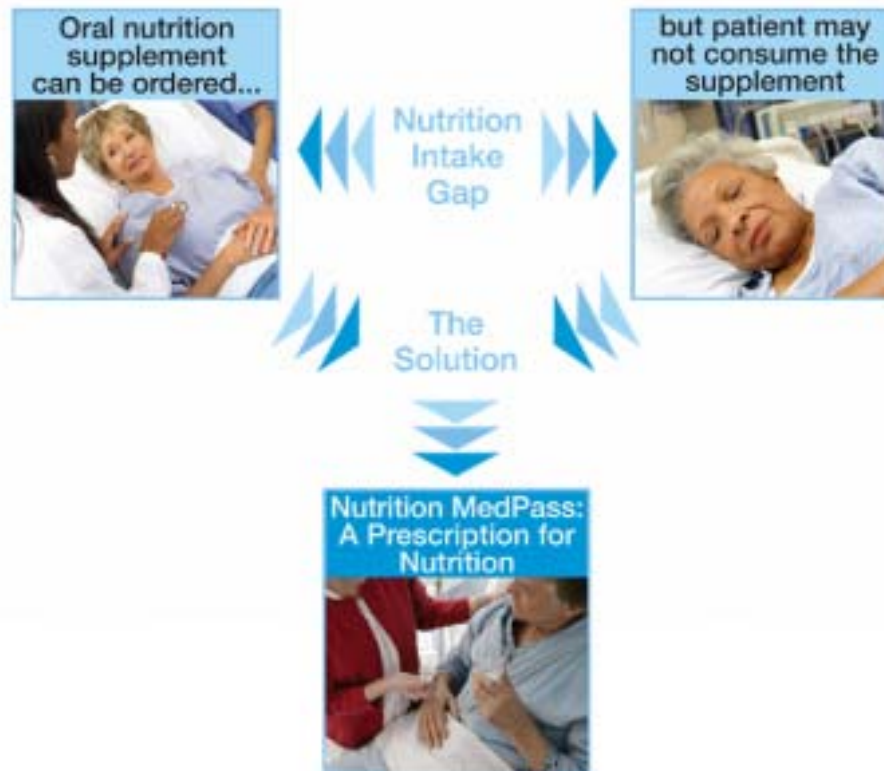 Oral nutrition
supplement
can be ordered...
but patient may
not consume the
supplement
Nutrition
Intake
Gap
The
Solution
Nutrition MedPass:
A Prescription for
Nutrition